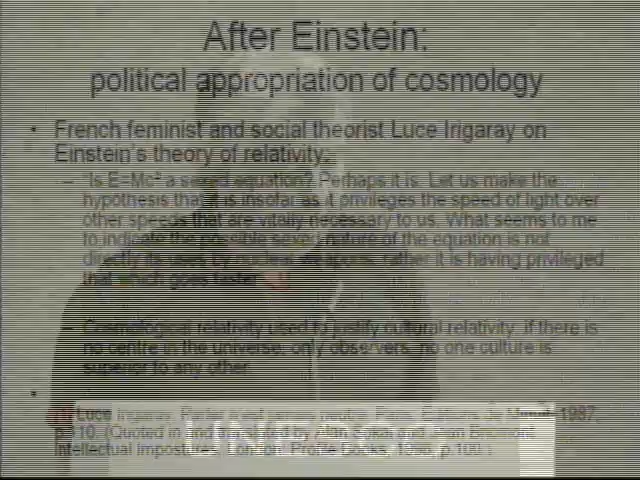 After Einstein:
political appropriation of cosmology
• French feminist and social theorist Luce Irigaray on
Einstein's theory of relativity:
– "Is E=Mc² a sexed equation? Perhaps it is. Let us make the
hypothesis that it is insofar as it privileges the speed of light over
other speeds that are vitally necessary to us. What seems to me
to indicate the possible sexed nature of the equation is not
directly its uses by nuclear weapons, rather it is having privileged
that which goes faster
– Cosmological relativity used to justify cultural relativity: if there is
no centre in the universe, only observers, no one culture is
superior to any other
•
Luce Irigaray, Parler n'est jamais neutre, Paris, Editions de Minuit, 1987,
p.110. (Quoted in and translated by Alan Sokal and Jean Bricmont
Intellectual Impostures, London: Profile Books, 1998, p.100.)